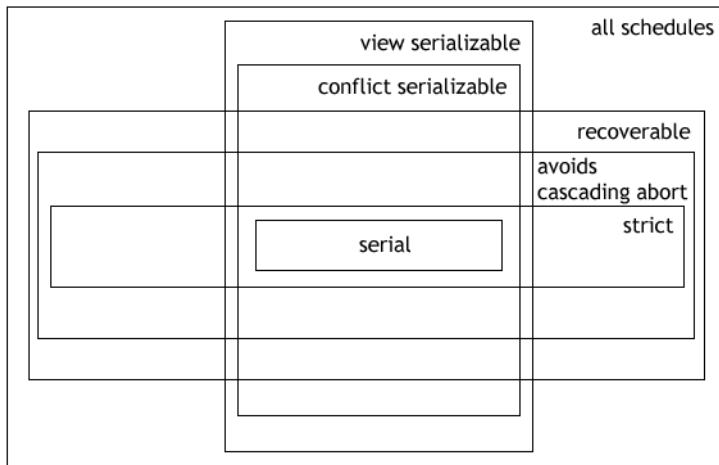 all schedules
view serializable
conflict serializable
recoverable
avoids
cascading abort
strict
serial